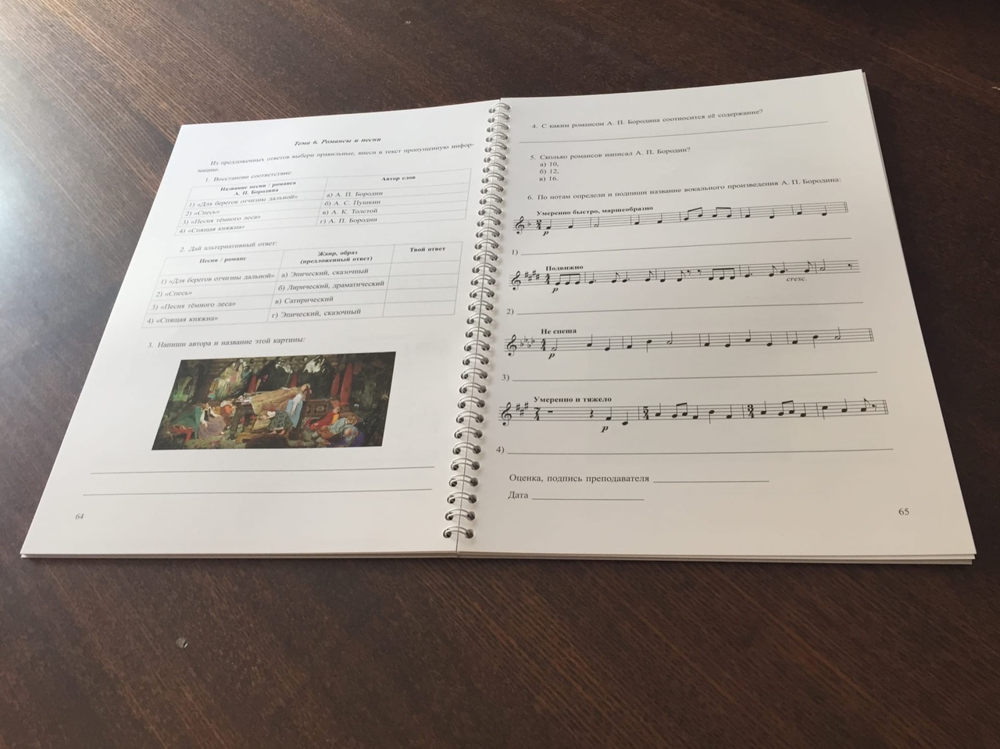 Тема 6. Романсы и песни
Из предложенных ответов выбери правильные, внеси в текст пропущенную инфор-
мацию.
1. Восстанови соответствие:
Название песни / романса
А. П. Бородина
Автор слов
1) «Для берегов отчизны дальной»
а) А. П. Бородин
2) «Спесь»
б) А. С. Пушкин
3) «Песня тёмного леса»
в) А. К. Толстой
4) «Спящая княжна»
г) А. П. Бородин
2. Дай альтернативный ответ:
Песня / романс
Жанр, образ
(предложенный ответ)
Твой ответ
1) «Для берегов отчизны дальной»
а) Эпический, сказочный
2) «Спесь»
б) Лирический, драматический
3) «Песня тёмного леса»
в) Сатирический
4) «Спящая княжна»
г) Эпический, сказочный
3. Напиши автора и название этой картины:
64
4. С каким романсом А. П. Бородина соотносится её содержание?
5. Сколько романсов написал А. П. Бородин?
а) 10,
б) 12,
в) 16.
6. По нотам определи и подпиши название вокального произведения А. П. Бородина:
Умеренно быстро, маршеобразно
p
1)
Подвижно
p
cresc.
2)
Не спеша
p
3)
Умеренно и тяжело
p
4)
Оценка, подпись преподавателя
Дата
65